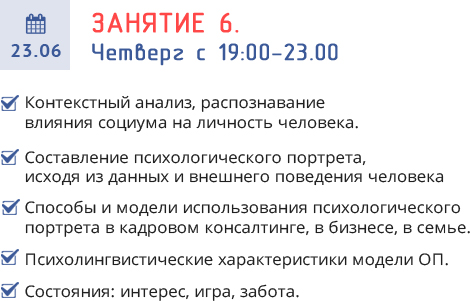 23.06
ЗАНЯТИЕ 6.
Четверг с 19:00-23.00
Контекстный анализ, распознавание
влияния социума на личность человека.
Составление психологического портрета,
исходя из данных и внешнего поведения человека
Способы и модели использования психологического
портрета в кадровом консалтинге, в бизнесе, в семье.
Психолингвистические характеристики модели ОП.
Состояния: интерес, игра, забота.